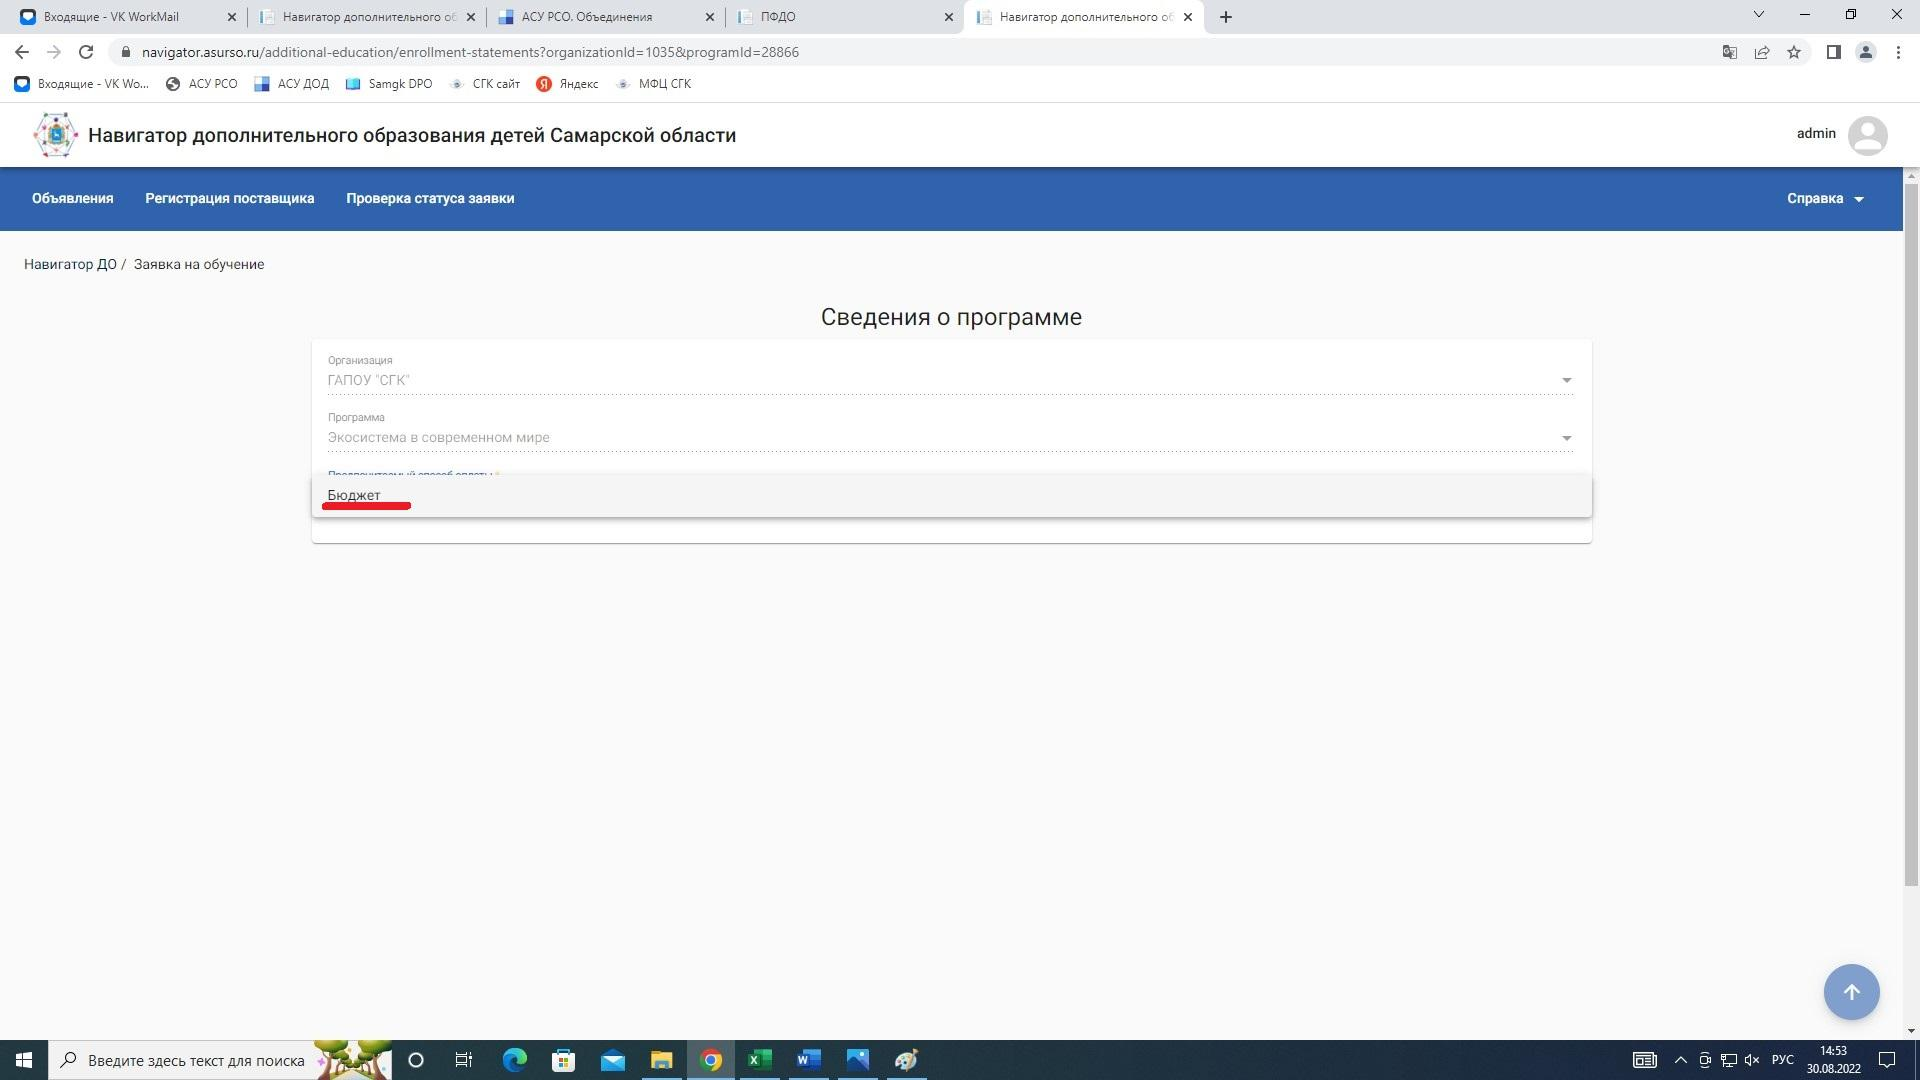 Входящие - VK WorkMail
Навигатор дополнительного об
АСУ РСО. Объединения
ПФДО
Навигатор дополнительного об
navigator.asurso.ru/additional-education/enrollment-statements?organizationId=1035&programId=28866
Входящие - VK Wo...
АСУ РСО
АСУ ДОД
Samgk DPO
СГК сайт
Яндекс
МФЦ СГК
Навигатор дополнительного образования детей Самарской области
admin
Объявления
Регистрация поставщика
Проверка статуса заявки
Справка
Навигатор ДО / Заявка на обучение
Сведения о программе
Организация
ГАПОУ "СГК"
Программа
Экосистема в современном мире
Предпочитаемый способ оплаты *
Бюджет
Введите здесь текст для поиска
РУС
14:53
30.08.2022